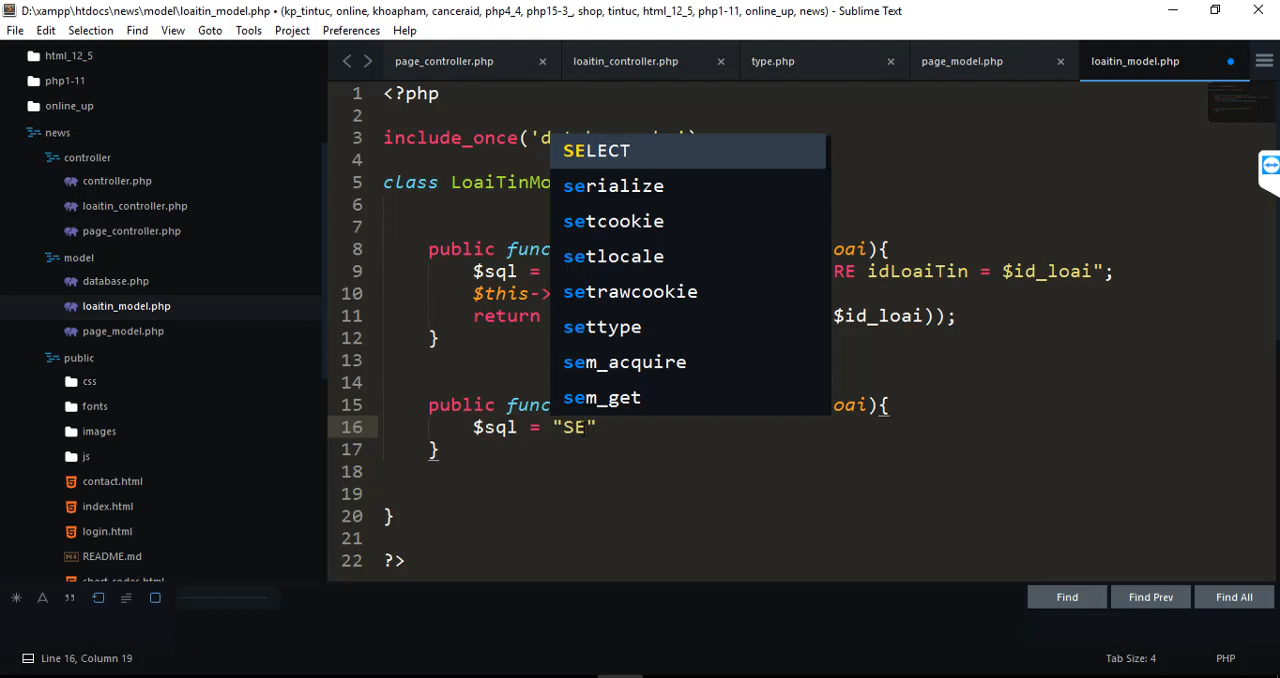 D:\xampp\htdocs\news\model\loaitin_model.php • (kp_tintuc, online, khoapham, canceraid, php4_4, php15-3_, shop, tintuc, html_12_5, php1-11, online_up, news) - Sublime Text
File Edit Selection Find View Goto Tools Project Preferences Help
html_12_5
php1-11
online_up
news
controller
controller.php
loaitin_controller.php
page_controller.php
model
database.php
loaitin_model.php
page_model.php
public
css
fonts
images
js
contact.html
index.html
login.html
README.md
short-codes.html
page_controller.php × loaitin_controller.php × type.php × page_model.php × loaitin_model.php
1 <?php
2
3 include_once('d
4
5 class LoaiTinMo
6
7
8 public func oai){
9 $sql = RE idLoaiTin = $id_loai";
10 $this->
11 return $id_loai));
12 }
13
14
15 public func oai){
16 $sql = "SE"
17 }
18
19
20 }
21
22 ?>
SELECT
serialize
setcookie
setlocale
setrawcookie
settype
sem_acquire
sem_get
Find Find Prev Find All
Line 16, Column 19 Tab Size: 4 PHP